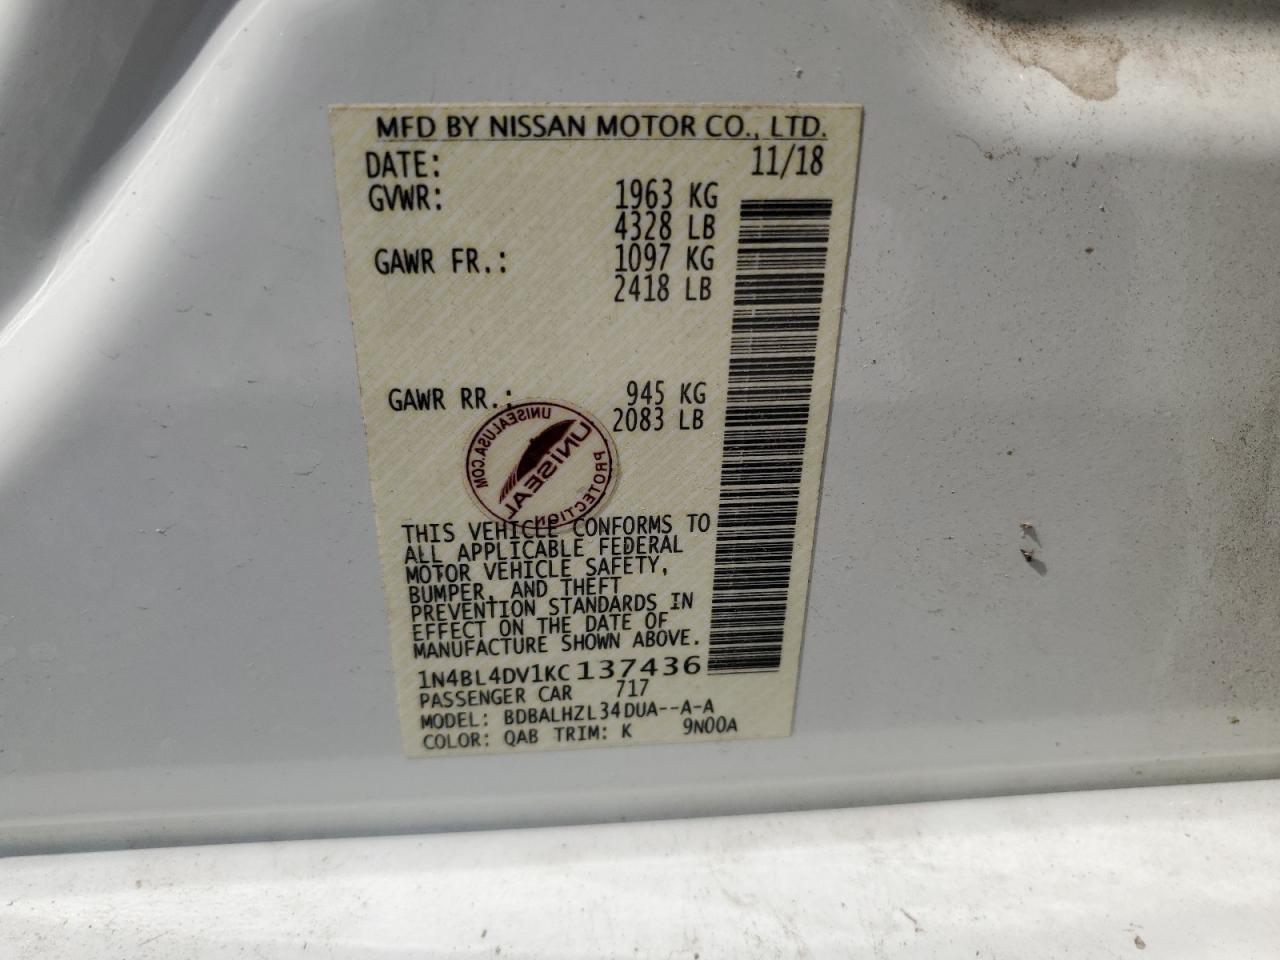 MFD BY NISSAN MOTOR CO., LTD.
DATE: 11/18
GVWR: 1963 KG
4328 LB
GAWR FR.: 1097 KG
2418 LB
GAWR RR.: 945 KG
2083 LB
UNISEALUSA.COM
UNISEAL
PROTECTION
THIS VEHICLE CONFORMS TO
ALL APPLICABLE FEDERAL
MOTOR VEHICLE SAFETY,
BUMPER, AND THEFT
PREVENTION STANDARDS IN
EFFECT ON THE DATE OF
MANUFACTURE SHOWN ABOVE.
1N4BL4DV1KC137436
PASSENGER CAR 717
MODEL: BDBALHZL34DUA--A-A
COLOR: QAB TRIM: K 9N00A